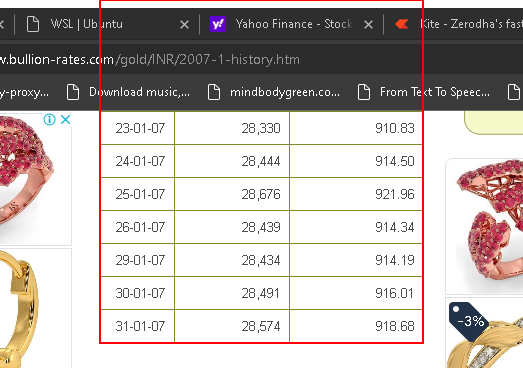 WSL | Ubuntu
Yahoo Finance - Stock
Kite - Zerodha's fast
w.bullion-rates.com/gold/INR/2007-1-history.htm
y-proxy...
Download music,...
mindbodygreen.co...
From Text To Speec...
23-01-07 28,330 910.83
24-01-07 28,444 914.50
25-01-07 28,676 921.96
26-01-07 28,439 914.34
29-01-07 28,434 914.19
30-01-07 28,491 916.01
31-01-07 28,574 918.68
-3%